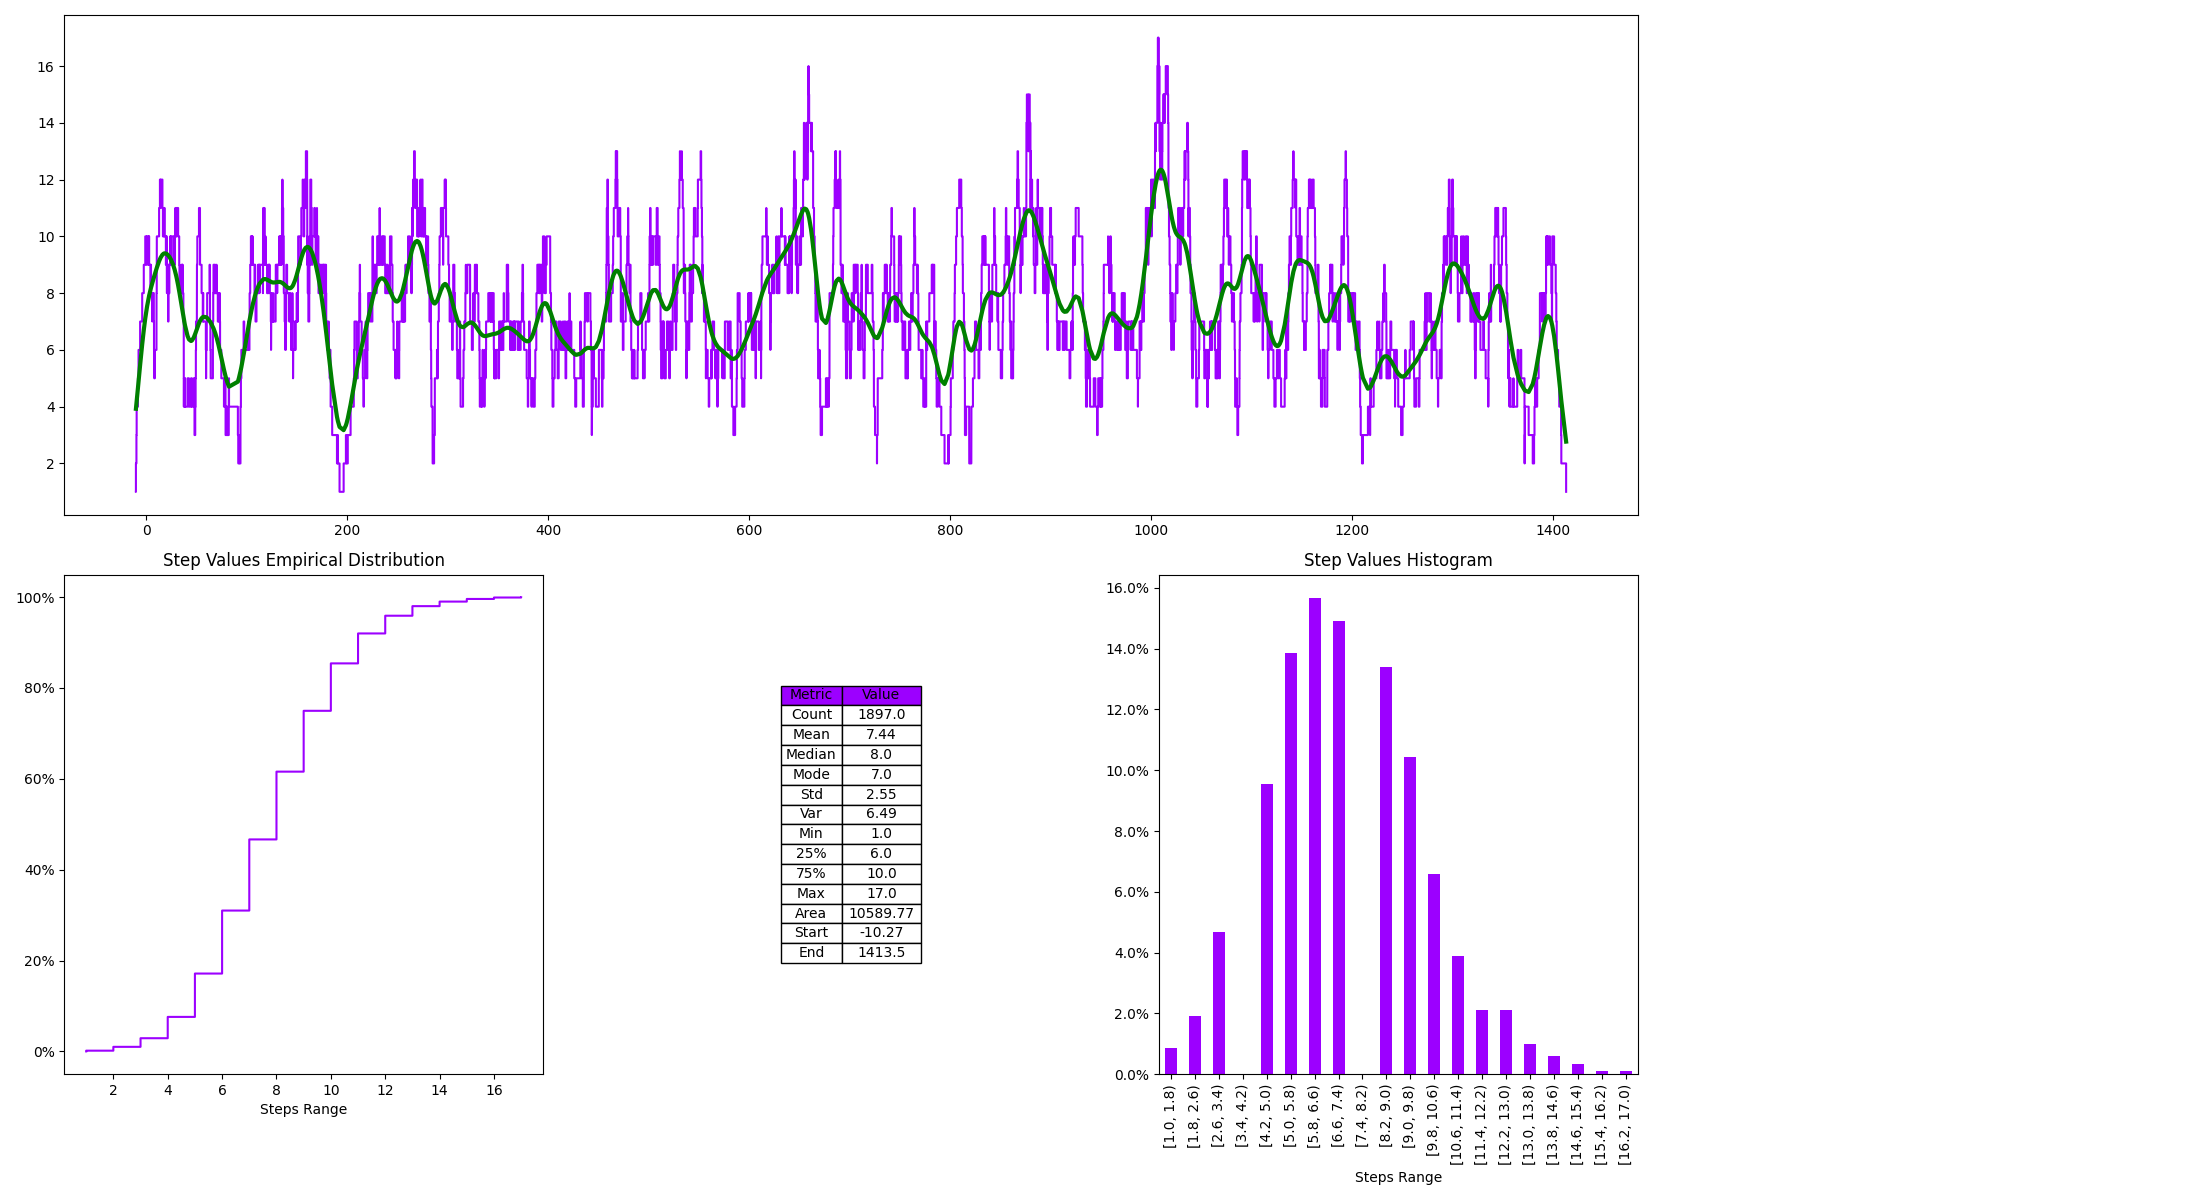 16
14
12
10
8
6
4
2
0 200 400 600 800 1000 1200 1400
Step Values Empirical Distribution
100%
80%
60%
40%
20%
0%
2 4 6 8 10 12 14 16
Steps Range
Metric Value
Count 1897.0
Mean 7.44
Median 8.0
Mode 7.0
Std 2.55
Var 6.49
Min 1.0
25% 6.0
75% 10.0
Max 17.0
Area 10589.77
Start -10.27
End 1413.5
Step Values Histogram
16.0%
14.0%
12.0%
10.0%
8.0%
6.0%
4.0%
2.0%
0.0%
[1.0, 1.8)
[1.8, 2.6)
[2.6, 3.4)
[3.4, 4.2)
[4.2, 5.0)
[5.0, 5.8)
[5.8, 6.6)
[6.6, 7.4)
[7.4, 8.2)
[8.2, 9.0)
[9.0, 9.8)
[9.8, 10.6)
[10.6, 11.4)
[11.4, 12.2)
[12.2, 13.0)
[13.0, 13.8)
[13.8, 14.6)
[14.6, 15.4)
[15.4, 16.2)
[16.2, 17.0)
Steps Range